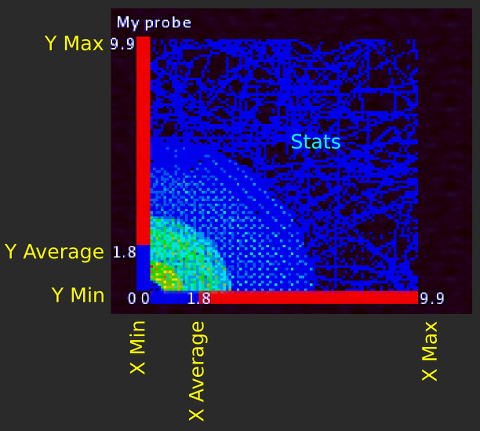 My probe
Y Max 9.9
Stats
Y Average 1.8
Y Min 0 0 1.8 9.9
X Min
X Average
X Max